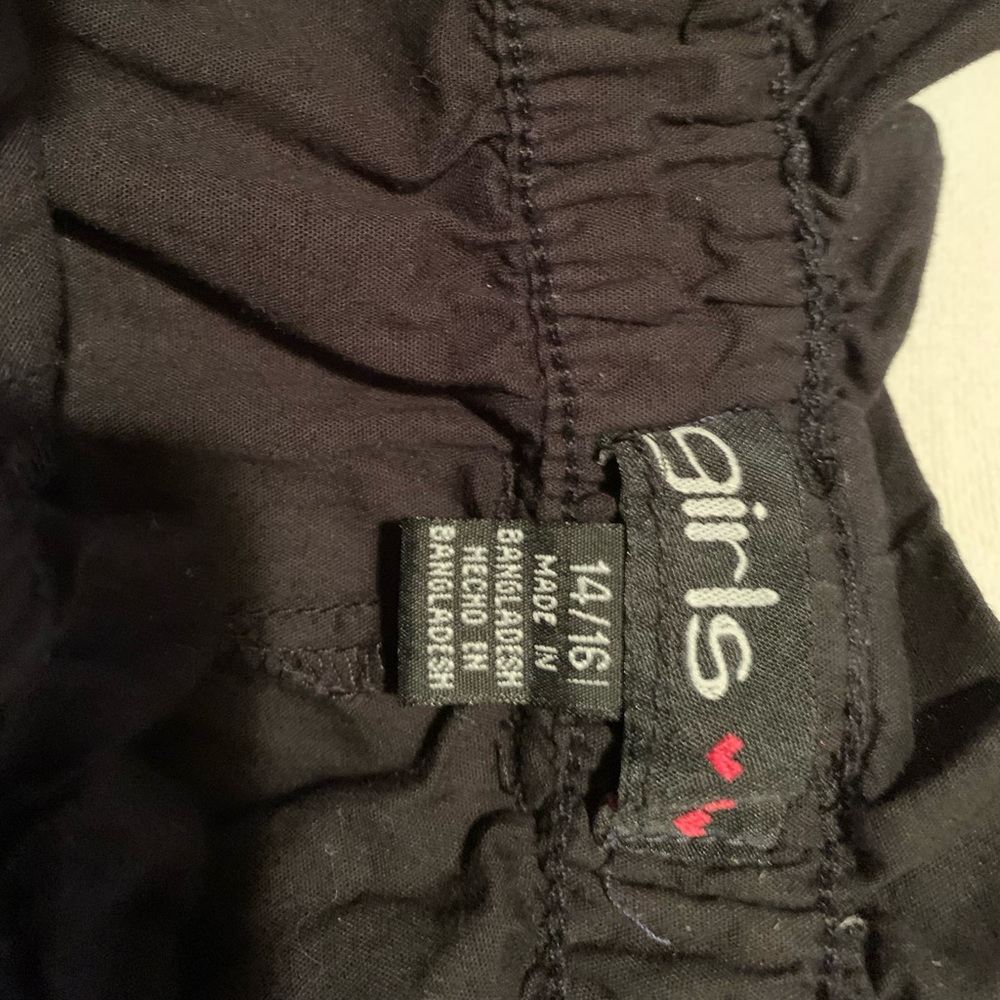 girls
14/16
MADE IN
BANGLADESH
HECHO EN
BANGLADESH